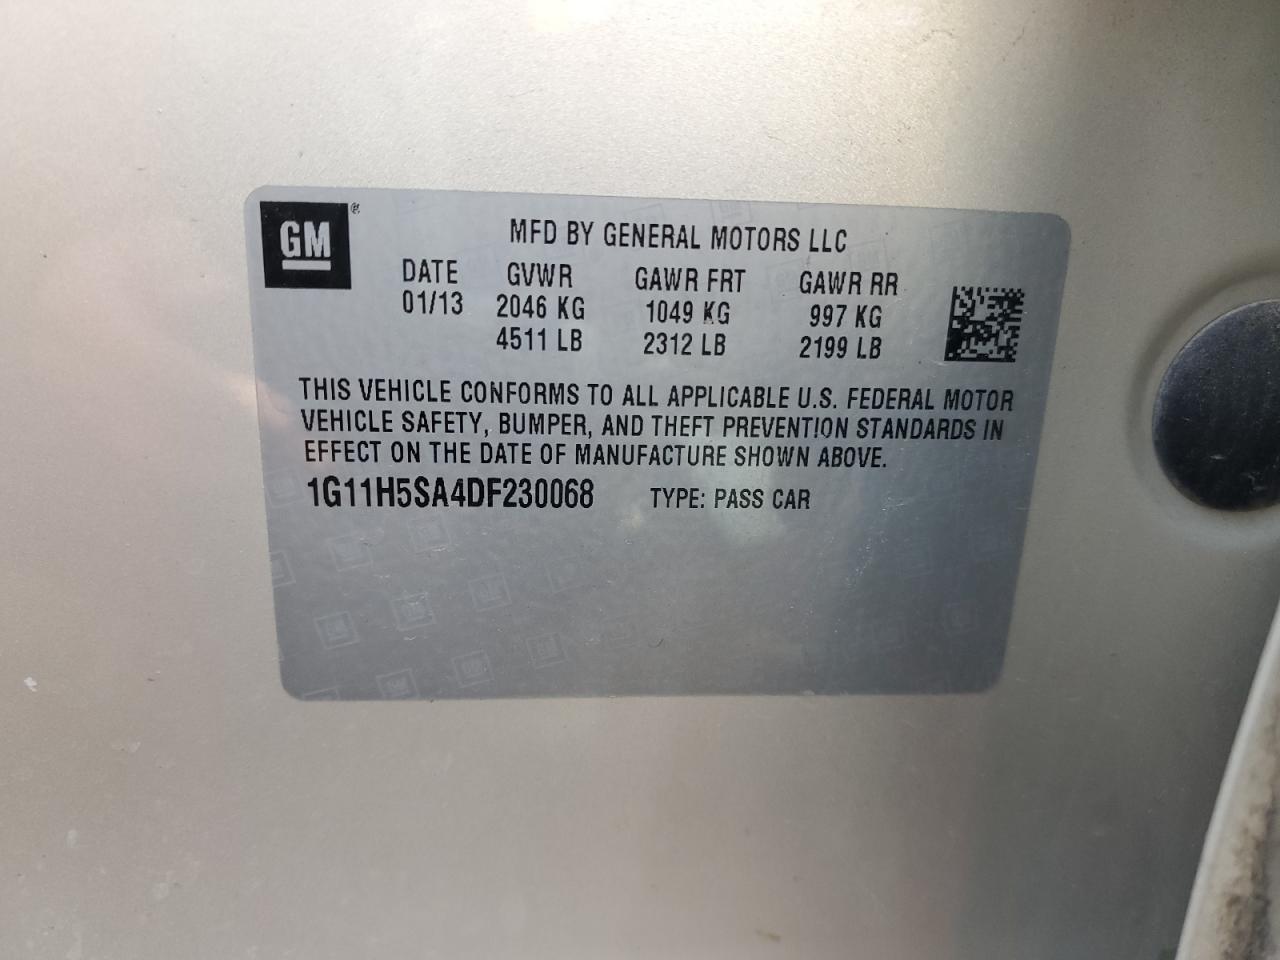 GM
MFD BY GENERAL MOTORS LLC
DATE GVWR GAWR FRT GAWR RR
01/13 2046 KG 1049 KG 997 KG
4511 LB 2312 LB 2199 LB
THIS VEHICLE CONFORMS TO ALL APPLICABLE U.S. FEDERAL MOTOR
VEHICLE SAFETY, BUMPER, AND THEFT PREVENTION STANDARDS IN
EFFECT ON THE DATE OF MANUFACTURE SHOWN ABOVE.
1G11H5SA4DF230068 TYPE: PASS CAR